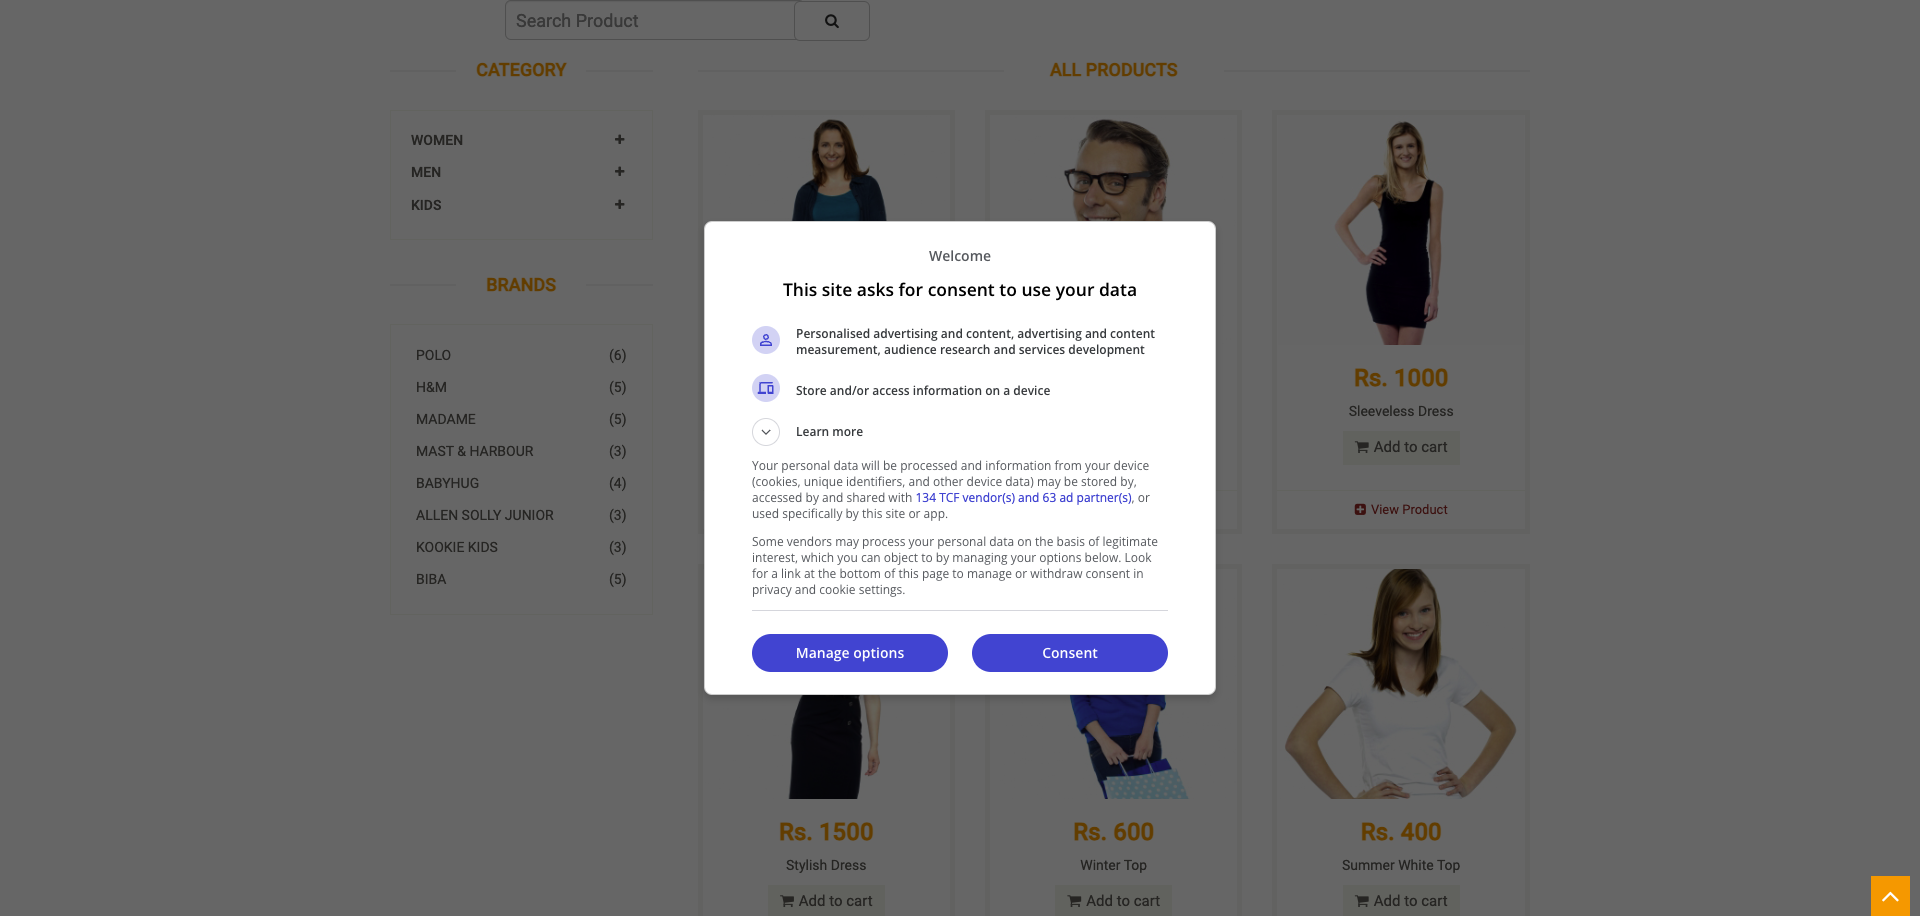 Search Product
CATEGORY
WOMEN
MEN
KIDS
BRANDS
POLO (6)
H&M (5)
MADAME (5)
MAST & HARBOUR (3)
BABYHUG (4)
ALLEN SOLLY JUNIOR (3)
KOOKIE KIDS (3)
BIBA (5)
ALL PRODUCTS
Rs. 1000
Sleeveless Dress
Add to cart
View Product
Rs. 1500
Stylish Dress
Add to cart
Rs. 600
Winter Top
Add to cart
Rs. 400
Summer White Top
Add to cart
Welcome
This site asks for consent to use your data
Personalised advertising and content, advertising and content
measurement, audience research and services development
Store and/or access information on a device
Learn more
Your personal data will be processed and information from your device
(cookies, unique identifiers, and other device data) may be stored by,
accessed by and shared with 134 TCF vendor(s) and 63 ad partner(s), or
used specifically by this site or app.
Some vendors may process your personal data on the basis of legitimate
interest, which you can object to by managing your options below. Look
for a link at the bottom of this page to manage or withdraw consent in
privacy and cookie settings.
Manage options
Consent